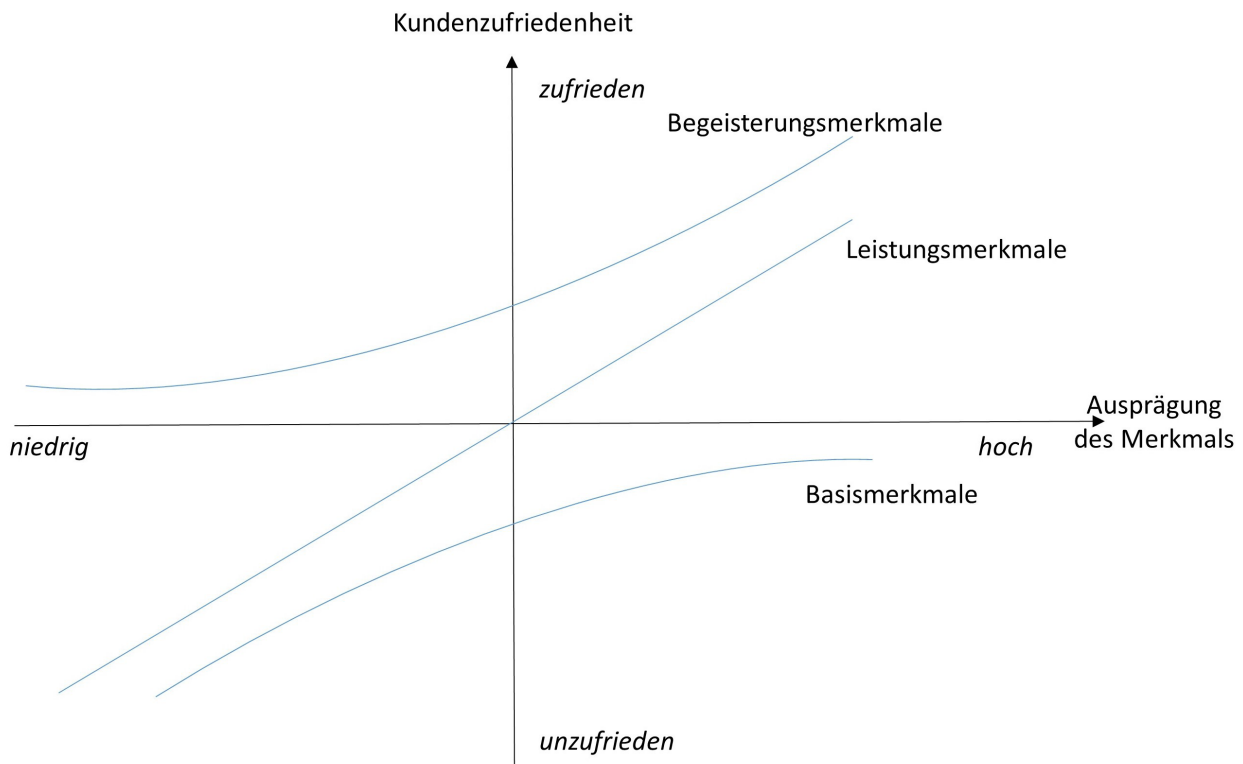 Kundenzufriedenheit
zufrieden
Begeisterungsmerkmale
Leistungsmerkmale
Ausprägung
des Merkmals
niedrig
hoch
Basismerkmale
unzufrieden